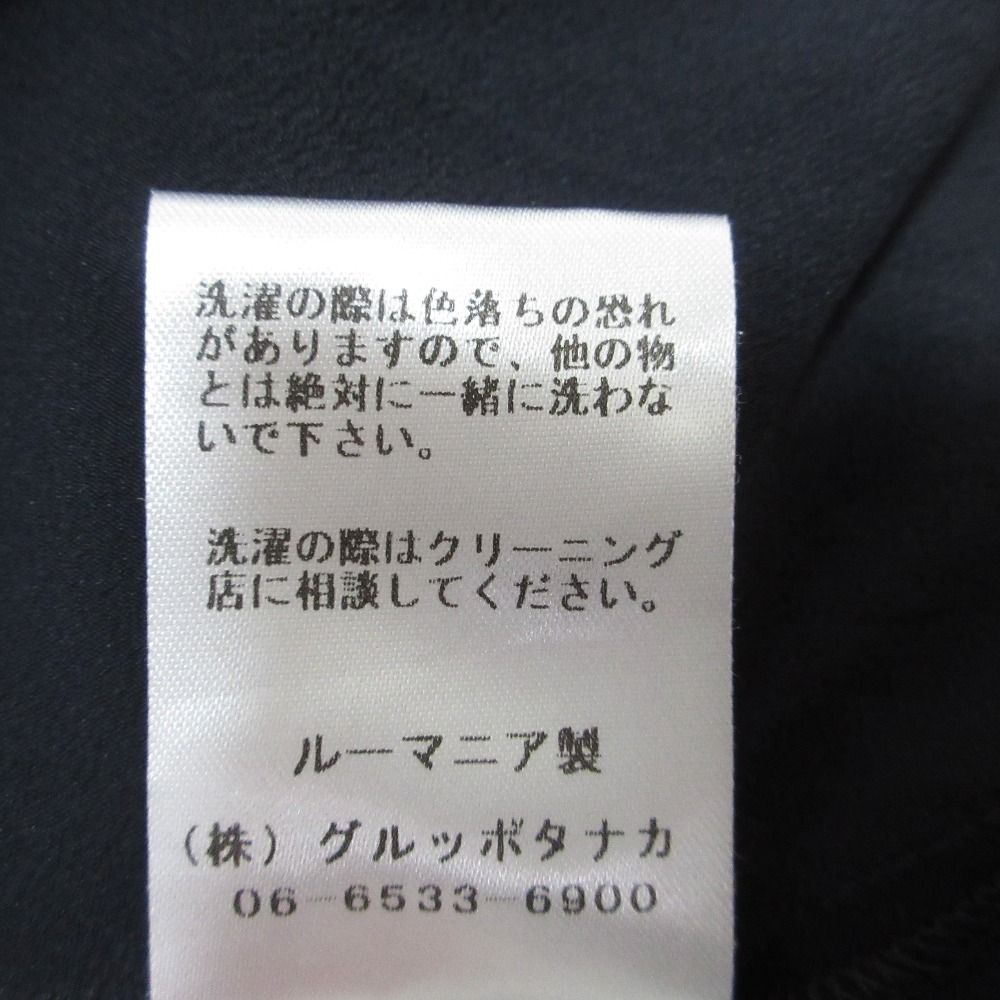 洗濯の際は色落ちの恐れ
がありますので、他の物
とは絶対に一緒に洗わな
いで下さい。
洗濯の際はクリーニング
店に相談してください。
ルーマニア製
(株)グルッポタナカ
06-6533-6900